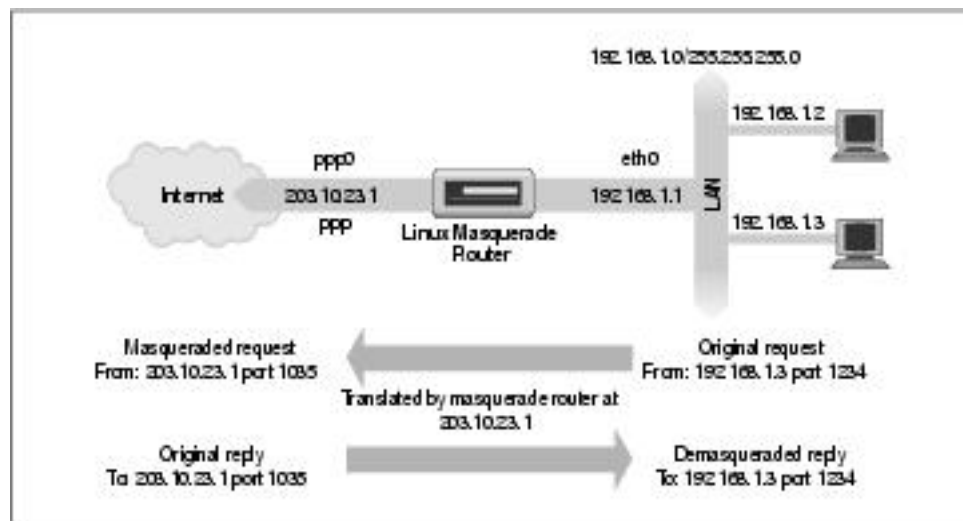 192.168.1.0/255.255.255.0
192.168.1.2
ppp0
eth0
Internet
203.10.23.1
192.168.1.1
LAN
PPP
192.168.1.3
Linux Masquerade
Router
Masqueraded request
From: 203.10.23.1 port 1035
Original request
From: 192.168.1.3 port 1234
Translated by masquerade router at
203.10.23.1
Original reply
To: 203.10.23.1 port 1035
Demasqueraded reply
To: 192.168.1.3 port 1234